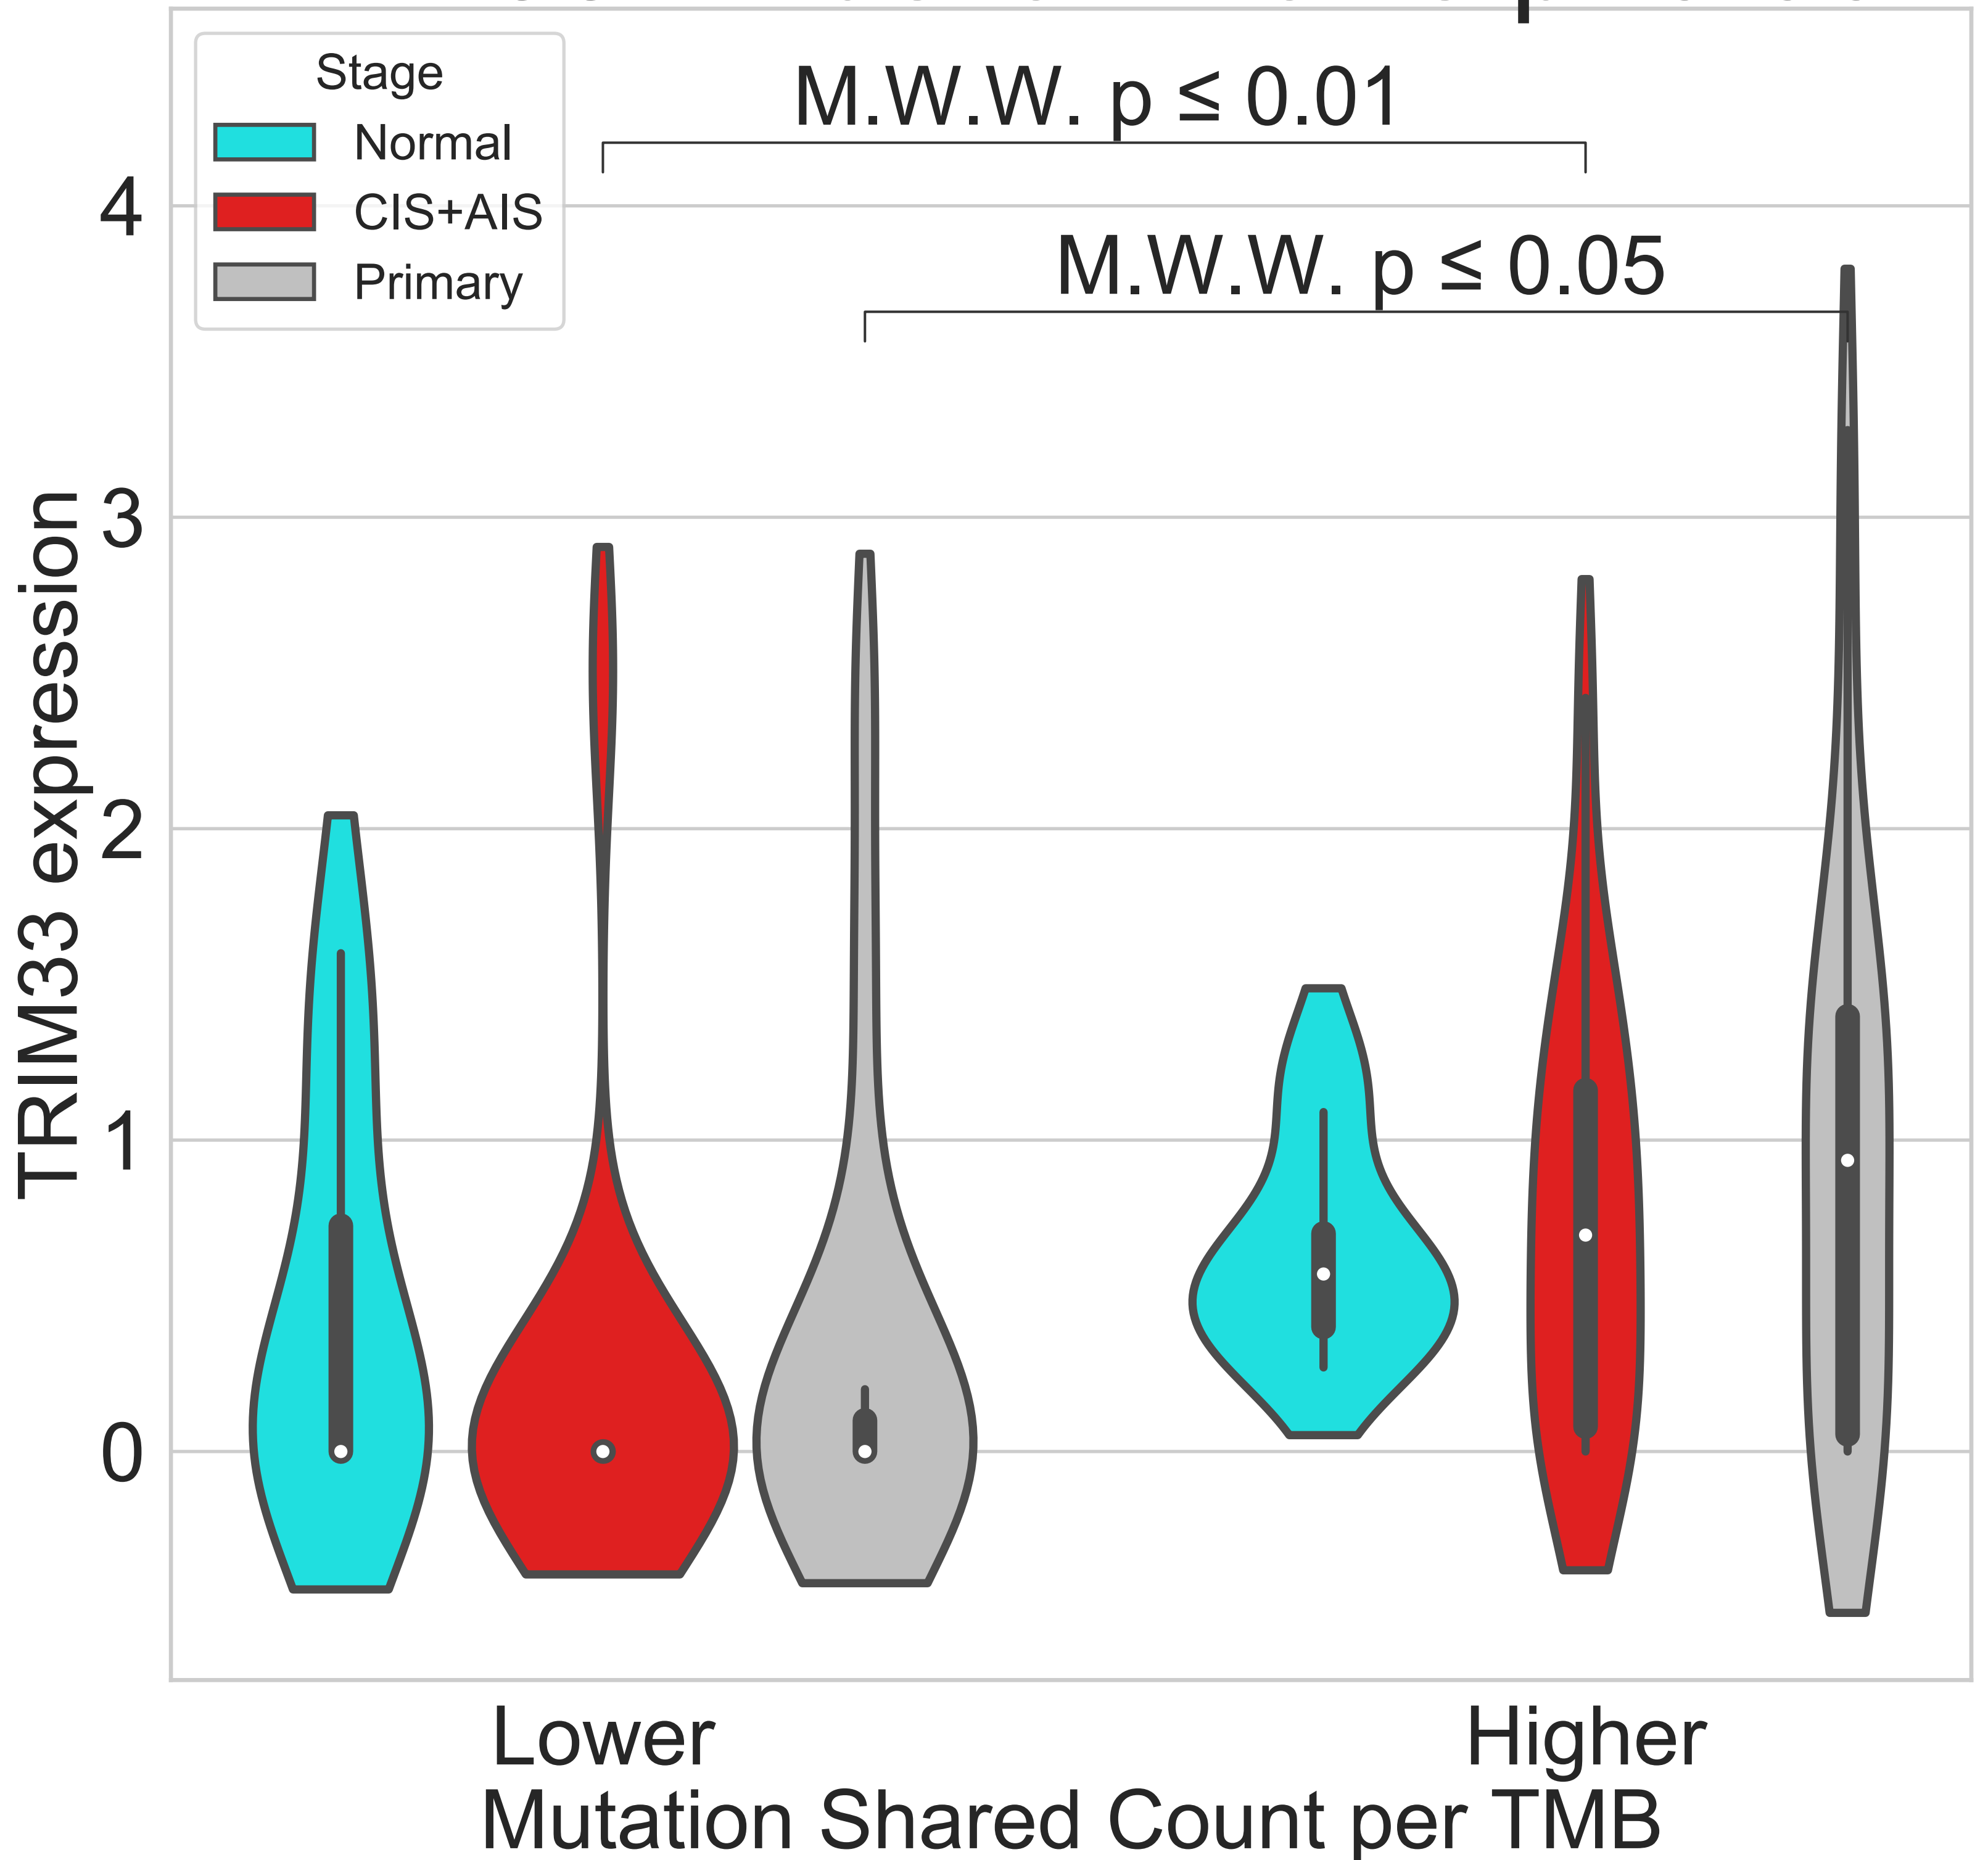 Stage
Normal
CIS+AIS
Primary
M.W.W. p ≤ 0.01
M.W.W. p ≤ 0.05
TRIM33 expression
4
3
2
1
0
Lower
Higher
Mutation Shared Count per TMB